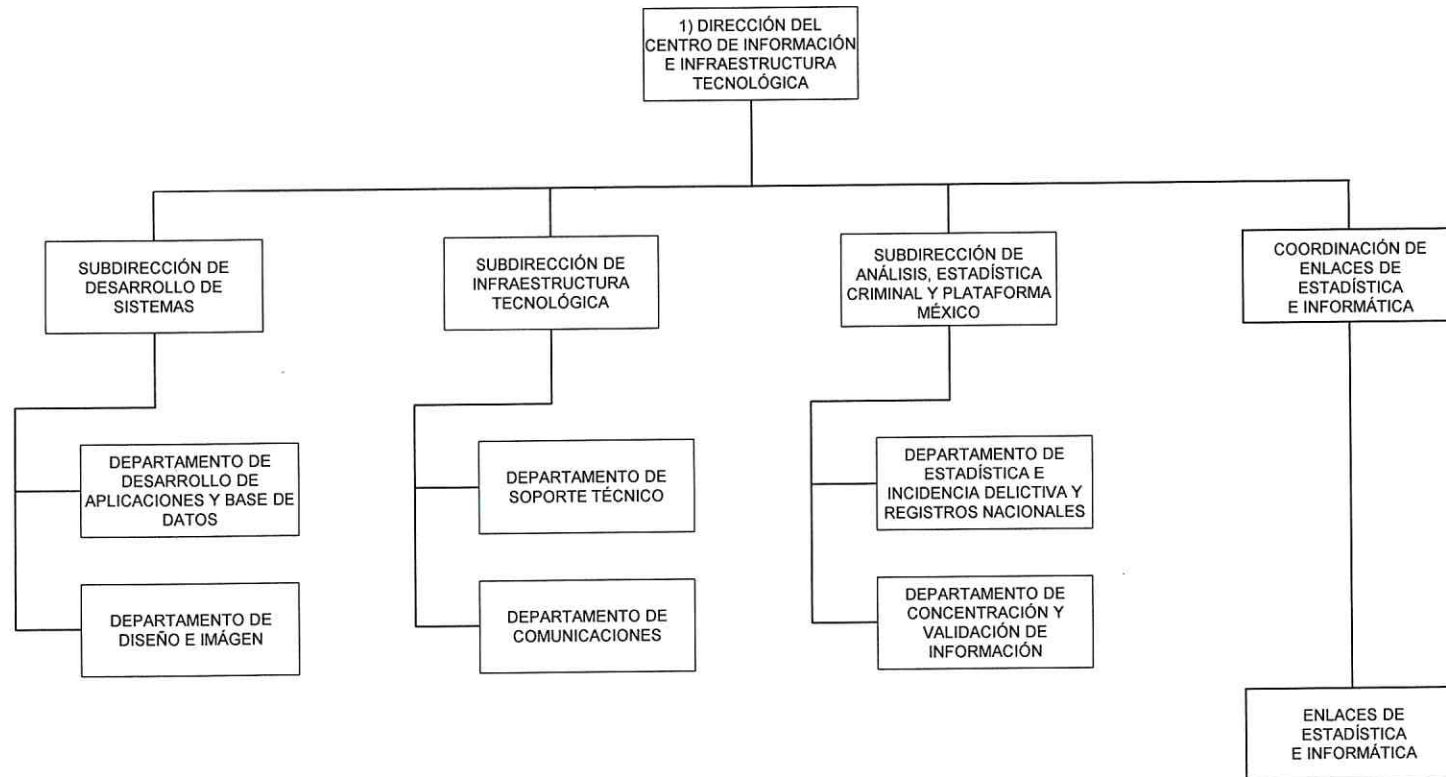 1) DIRECCIÓN DEL
CENTRO DE INFORMACIÓN
E INFRAESTRUCTURA
TECNOLÓGICA
SUBDIRECCIÓN DE
DESARROLLO DE
SISTEMAS
SUBDIRECCIÓN DE
INFRAESTRUCTURA
TECNOLÓGICA
SUBDIRECCIÓN DE
ANÁLISIS, ESTADÍSTICA
CRIMINAL Y PLATAFORMA
MÉXICO
COORDINACIÓN DE
ENLACES DE
ESTADÍSTICA
E INFORMÁTICA
DEPARTAMENTO DE
DESARROLLO DE
APLICACIONES Y BASE DE
DATOS
DEPARTAMENTO DE
SOPORTE TÉCNICO
DEPARTAMENTO DE
ESTADÍSTICA E
INCIDENCIA DELICTIVA Y
REGISTROS NACIONALES
DEPARTAMENTO DE
DISEÑO E IMÁGEN
DEPARTAMENTO DE
COMUNICACIONES
DEPARTAMENTO DE
CONCENTRACIÓN Y
VALIDACIÓN DE
INFORMACIÓN
ENLACES DE
ESTADÍSTICA
E INFORMÁTICA